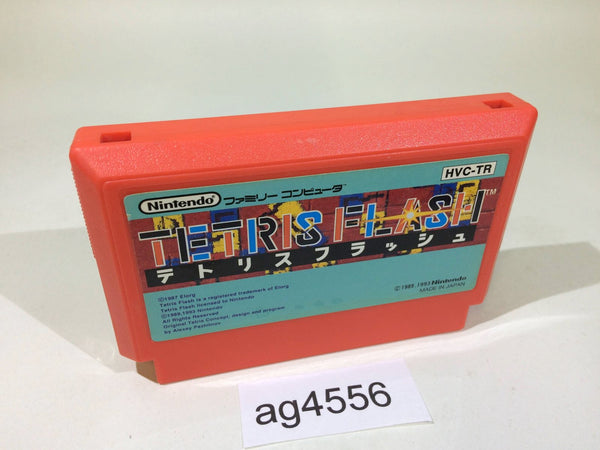 Nintendo ファミリー コンピュータ™
HVC-TR
TETRIS FLASH™
テトリスフラッシュ
©1987 Elorg
Tetris Flash is a registered trademark of Elorg
Tetris Flash licensed to Nintendo
©1989,1993 Nintendo
All Rights Reserved
Original Tetris Concept, design and program
by Alexey Pazhitnov
©1989,1993 Nintendo
MADE IN JAPAN
ag4556